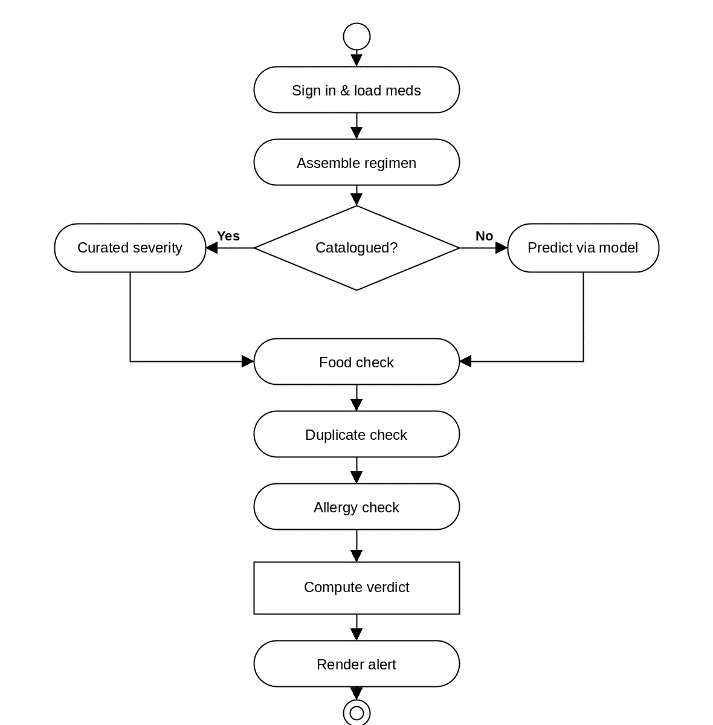 Sign in & load meds
Assemble regimen
Yes
No
Curated severity
Catalogued?
Predict via model
Food check
Duplicate check
Allergy check
Compute verdict
Render alert